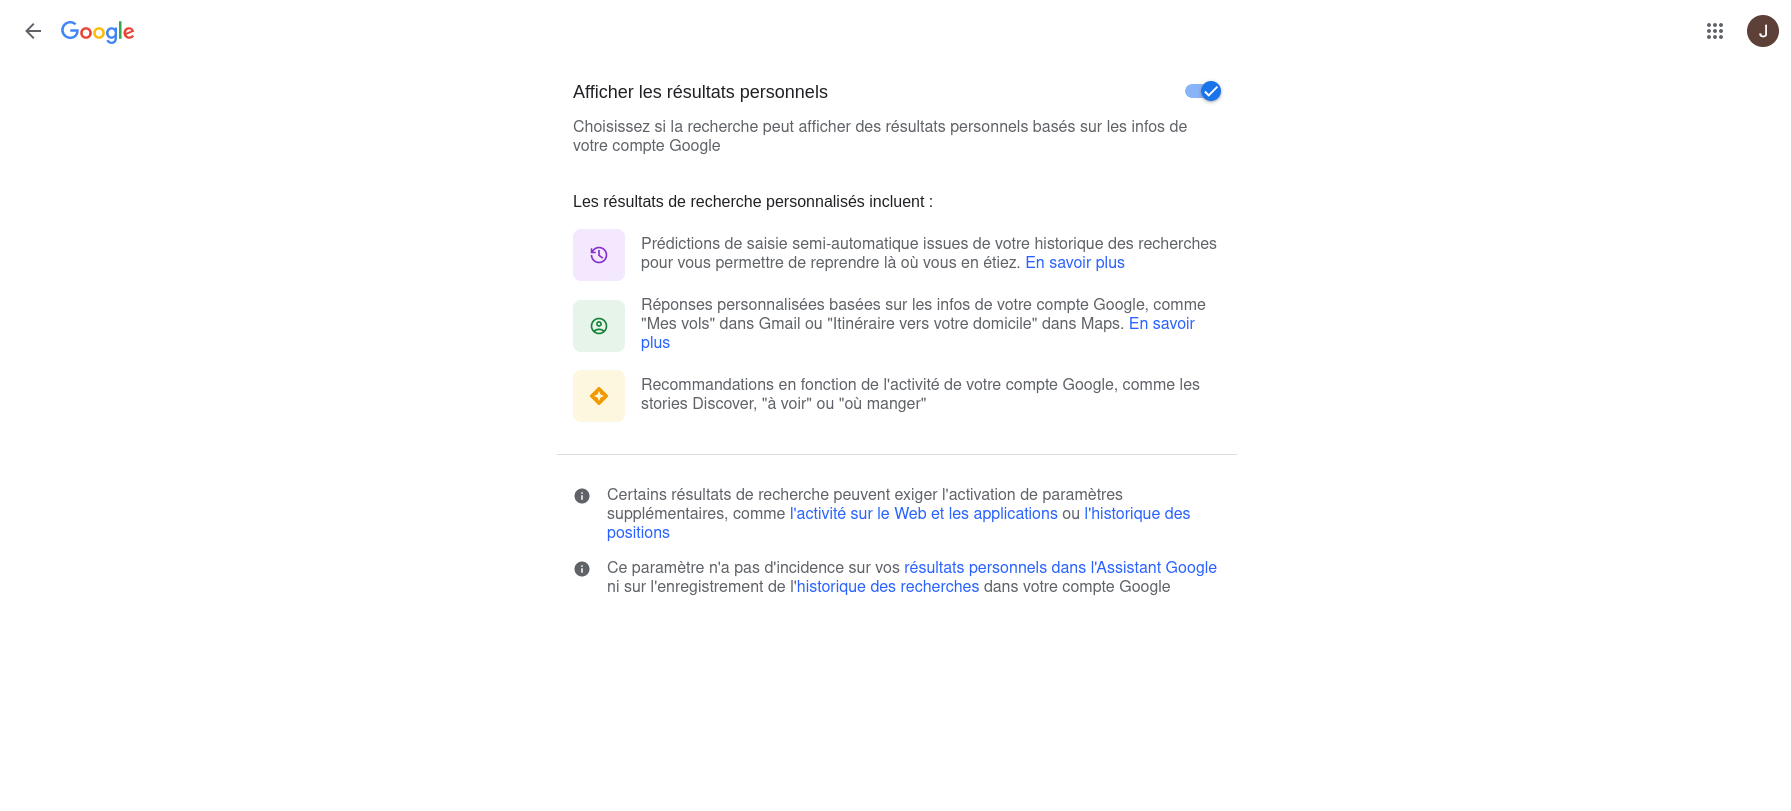 Google
J
Afficher les résultats personnels
Choisissez si la recherche peut afficher des résultats personnels basés sur les infos de
votre compte Google
Les résultats de recherche personnalisés incluent :
Prédictions de saisie semi-automatique issues de votre historique des recherches
pour vous permettre de reprendre là où vous en étiez. En savoir plus
Réponses personnalisées basées sur les infos de votre compte Google, comme
"Mes vols" dans Gmail ou "Itinéraire vers votre domicile" dans Maps. En savoir
plus
Recommandations en fonction de l'activité de votre compte Google, comme les
stories Discover, "à voir" ou "où manger"
Certains résultats de recherche peuvent exiger l'activation de paramètres
supplémentaires, comme l'activité sur le Web et les applications ou l'historique des
positions
Ce paramètre n'a pas d'incidence sur vos résultats personnels dans l'Assistant Google
ni sur l'enregistrement de l'historique des recherches dans votre compte Google